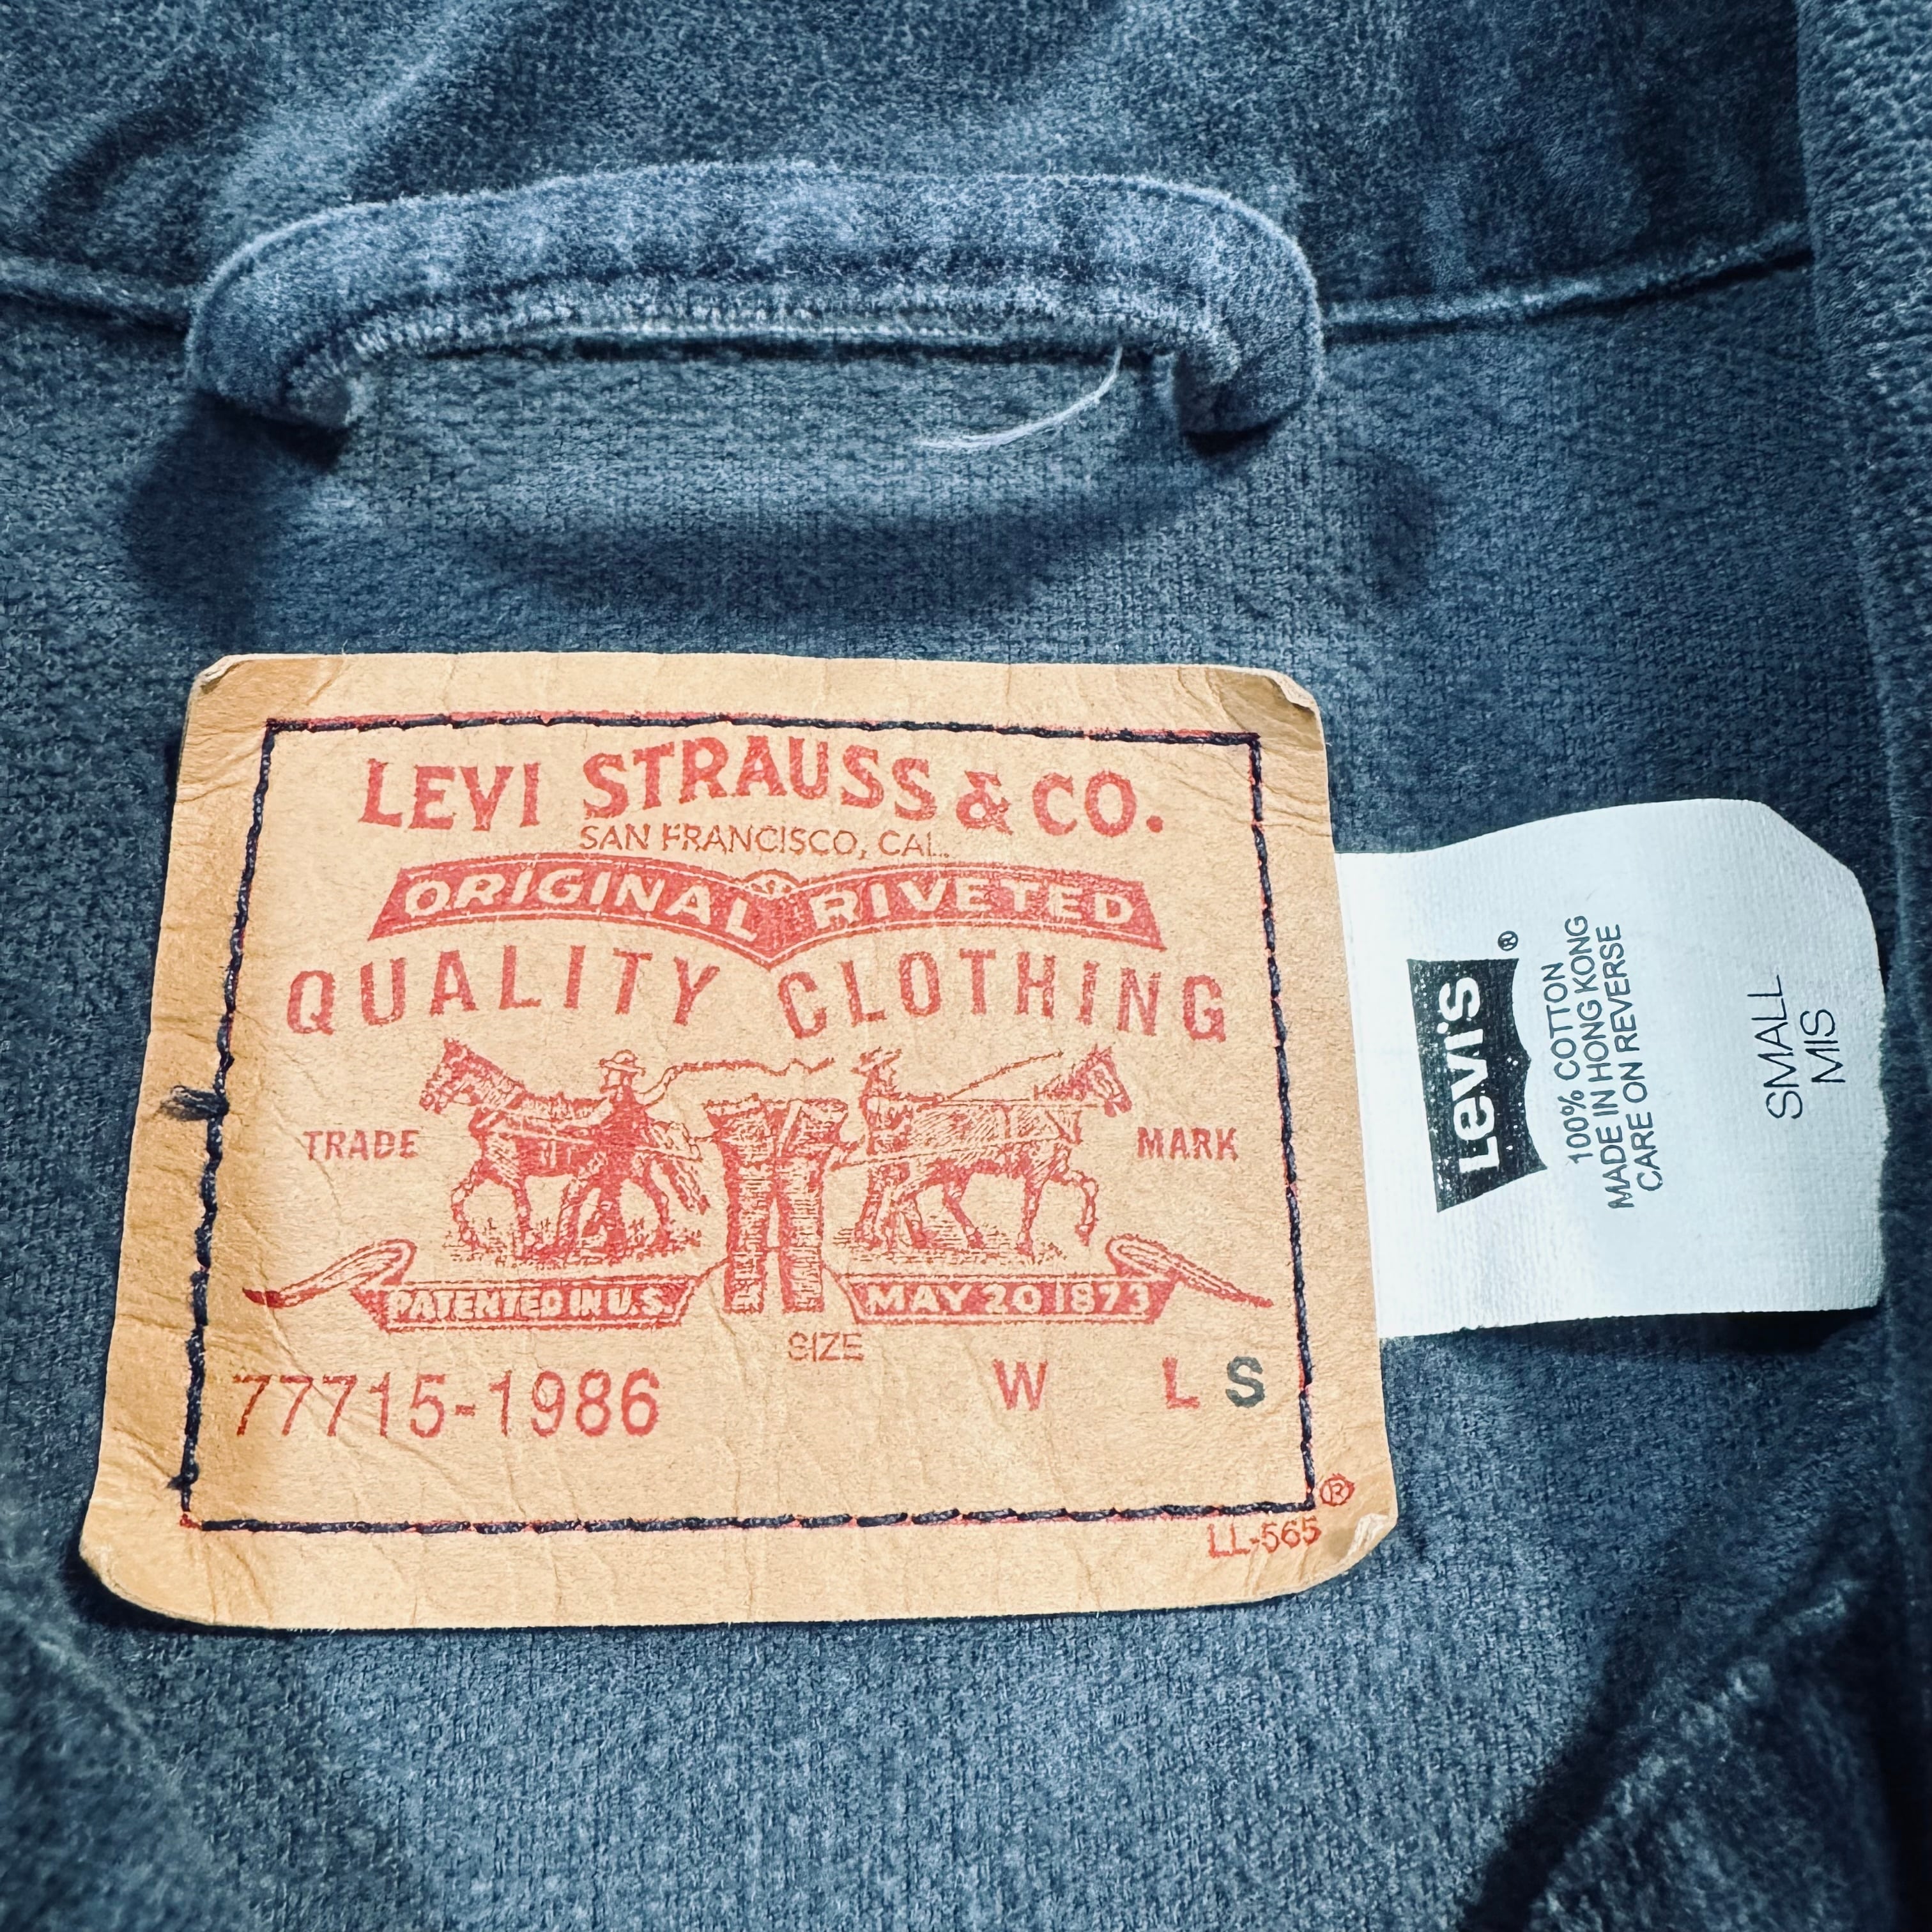 LEVI STRAUSS & CO.
SAN FRANCISCO, CAL.
ORIGINAL RIVETED
QUALITY CLOTHING
TRADE MARK
PATENTED IN U.S. MAY 20 1873
SIZE
77715-1986 W L S
®
LL-565
Levi's ®
100% COTTON
MADE IN HONG KONG
CARE ON REVERSE
SMALL
MIS